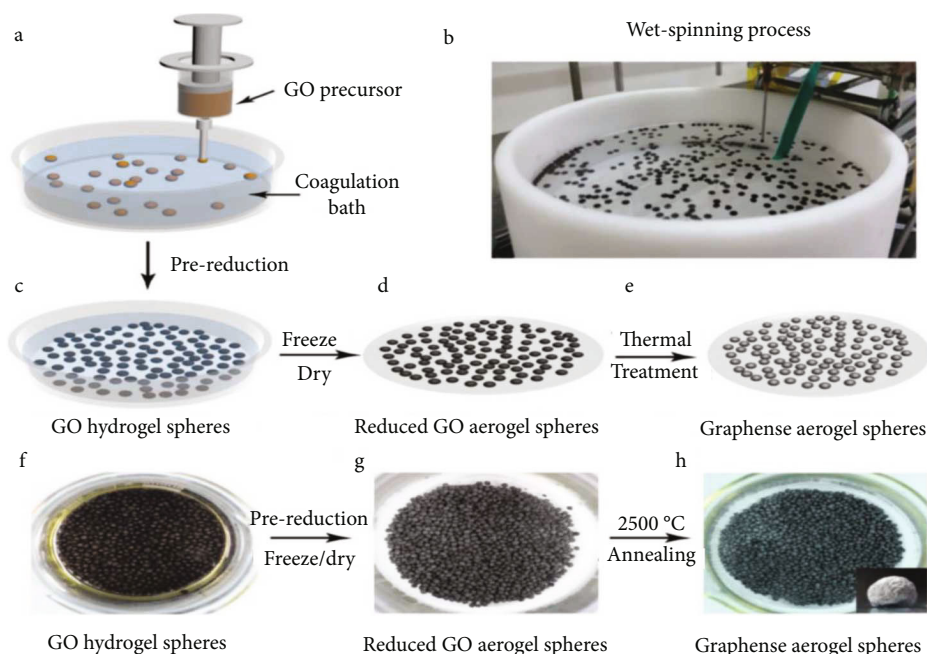 a
GO precursor
Coagulation
bath
b
Wet-spinning process
Pre-reduction
c
d
e
Freeze
Dry
Thermal
Treatment
GO hydrogel spheres
Reduced GO aerogel spheres
Graphense aerogel spheres
f
g
h
Pre-reduction
Freeze/dry
2500 °C
Annealing
GO hydrogel spheres
Reduced GO aerogel spheres
Graphense aerogel spheres